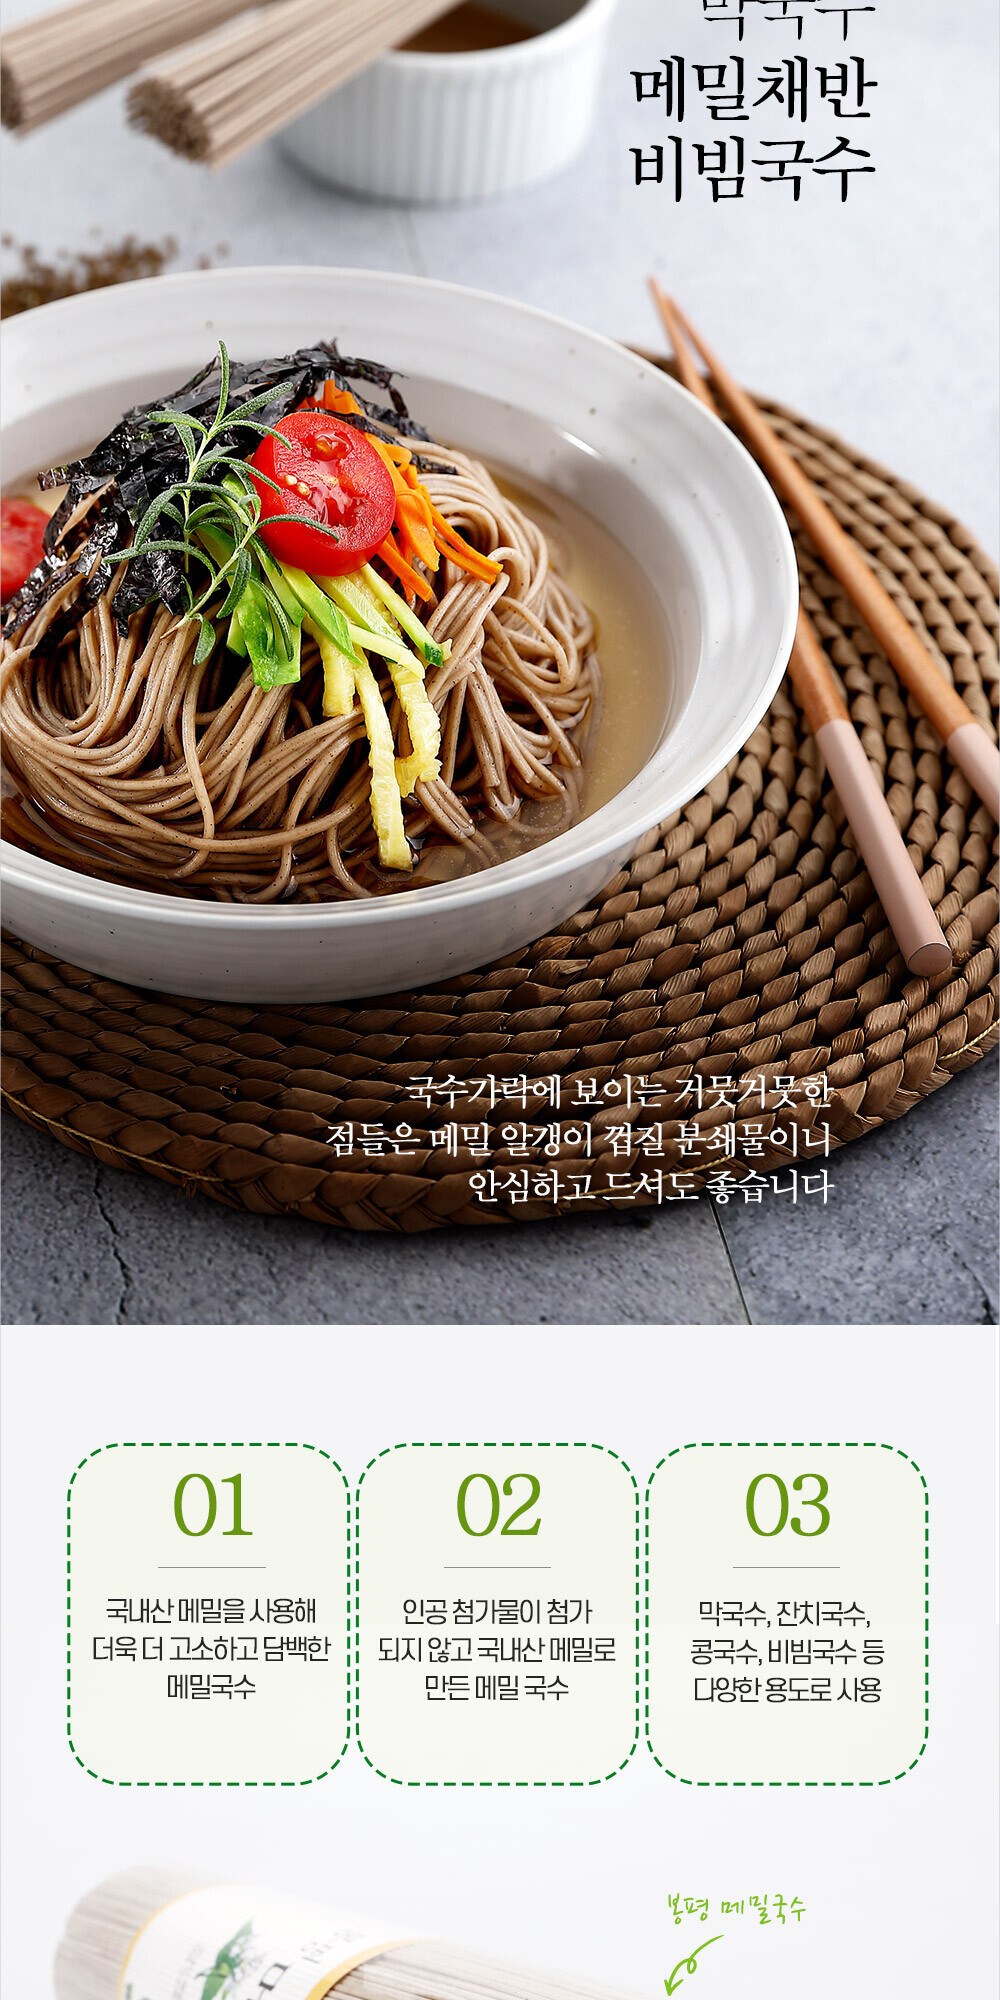 막국수
메밀채반
비빔국수
국수가락에 보이는 거뭇거뭇한
점들은 메밀 알갱이 껍질 분쇄물이니
안심하고 드셔도 좋습니다
01
국내산 메밀을 사용해
더욱 더 고소하고 담백한
메밀국수
02
인공 첨가물이 첨가
되지 않고 국내산 메밀로
만든 메밀 국수
03
막국수, 잔치국수,
콩국수, 비빔국수 등
다양한 용도로 사용
봉평 메밀국수